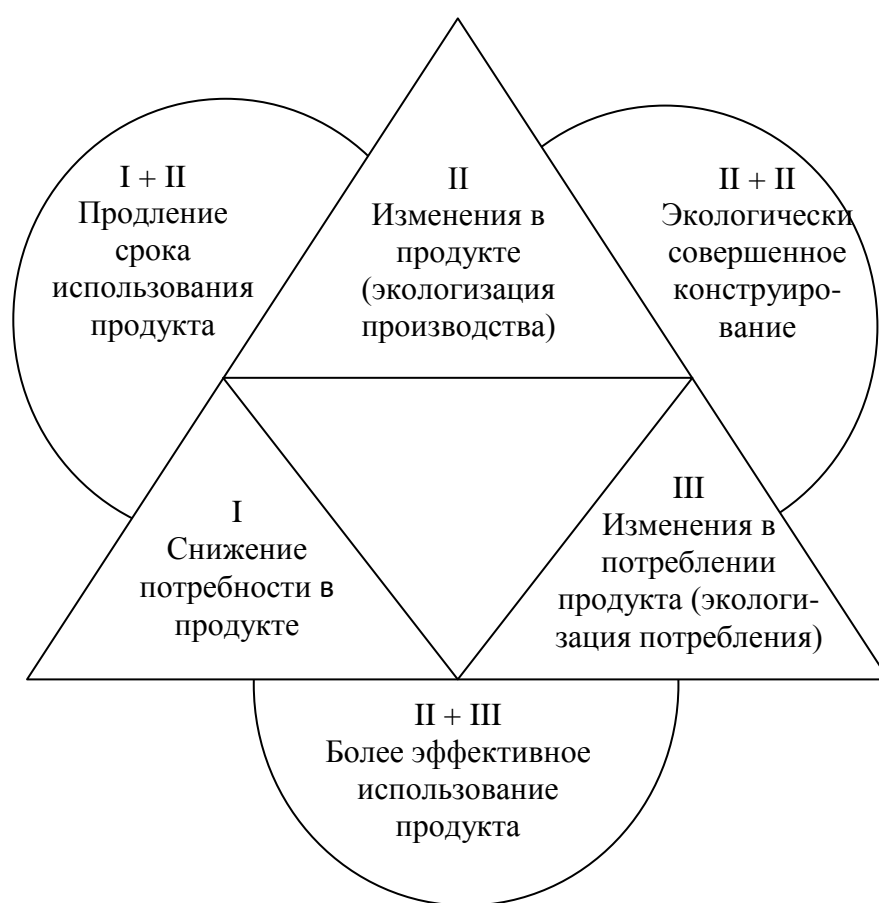 I + II
Продление
срока
использования
продукта
II
Изменения в
продукте
(экологизация
производства)
II + II
Экологически
совершенное
конструиро-
вание
I
Снижение
потребности в
продукте
III
Изменения в
потреблении
продукта (экологи-
зация потребления)
II + III
Более эффективное
использование
продукта